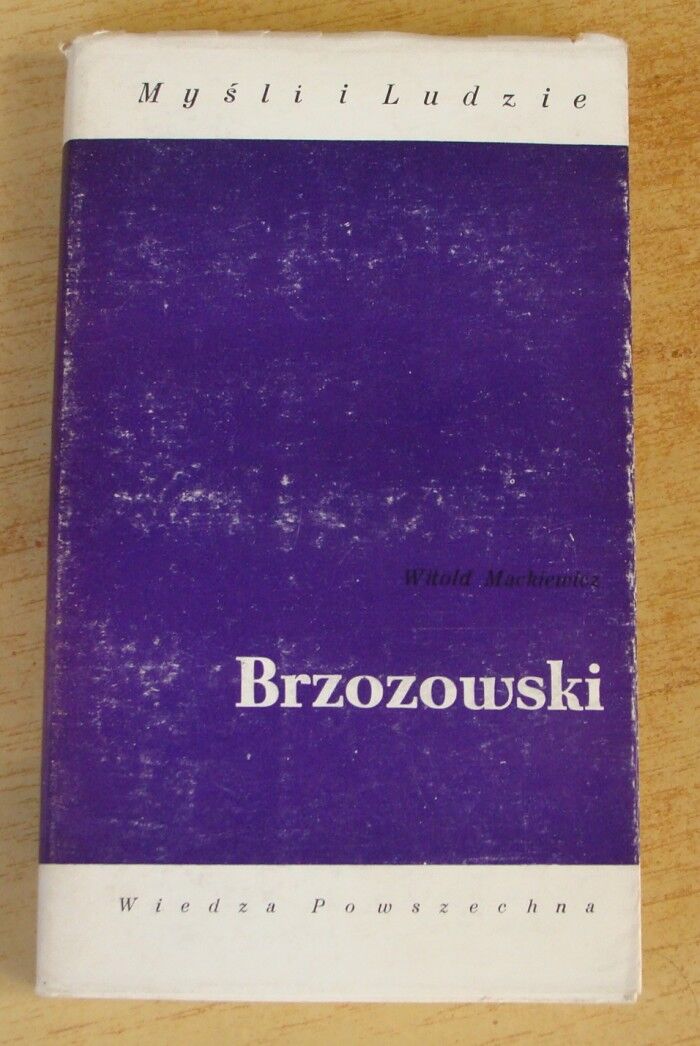 Myśli i Ludzie
Witold Mackiewicz
Brzozowski
Wiedza Powszechna